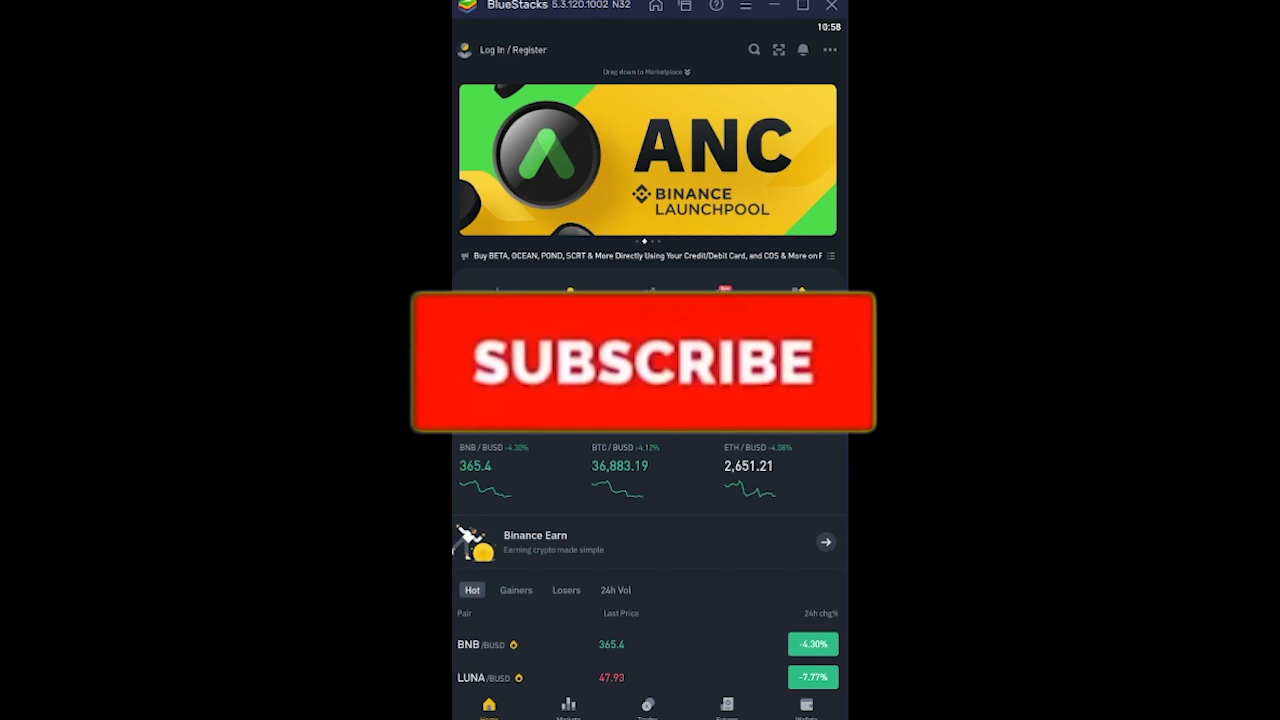 BlueStacks 5.3.120.1002 N32
10:58
Log In / Register
Drag down to Marketplace
ANC
BINANCE
LAUNCHPOOL
Buy BETA, OCEAN, POND, SCRT & More Directly Using Your Credit/Debit Card, and COS & More on F
SUBSCRIBE
BNB / BUSD -4.30% BTC / BUSD -4.12% ETH / BUSD -4.08%
365.4 36,883.19 2,651.21
Binance Earn
Earning crypto made simple
Hot Gainers Losers 24h Vol
Pair Last Price 24h chg%
BNB /BUSD 365.4 -4.30%
LUNA /BUSD 47.93 -7.77%